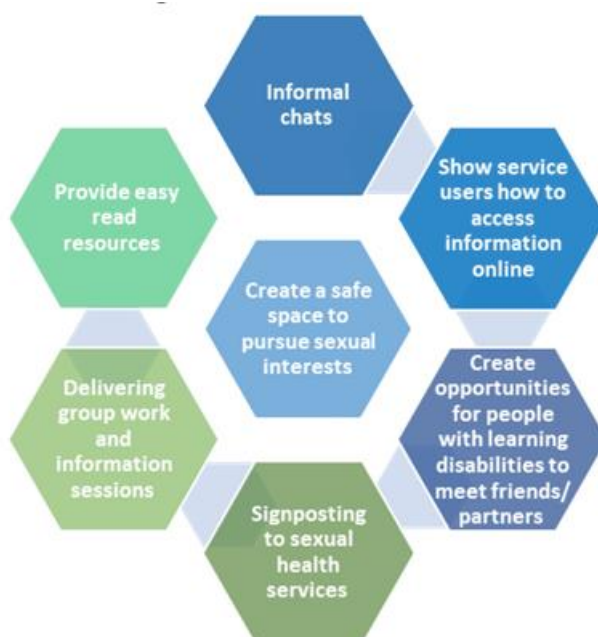 Informal
chats
Show service
users how to
access
information
online
Create
opportunities
for people
with learning
disabilities to
meet friends/
partners
Signposting
to sexual
health
services
Delivering
group work
and
information
sessions
Provide easy
read
resources
Create a safe
space to
pursue sexual
interests